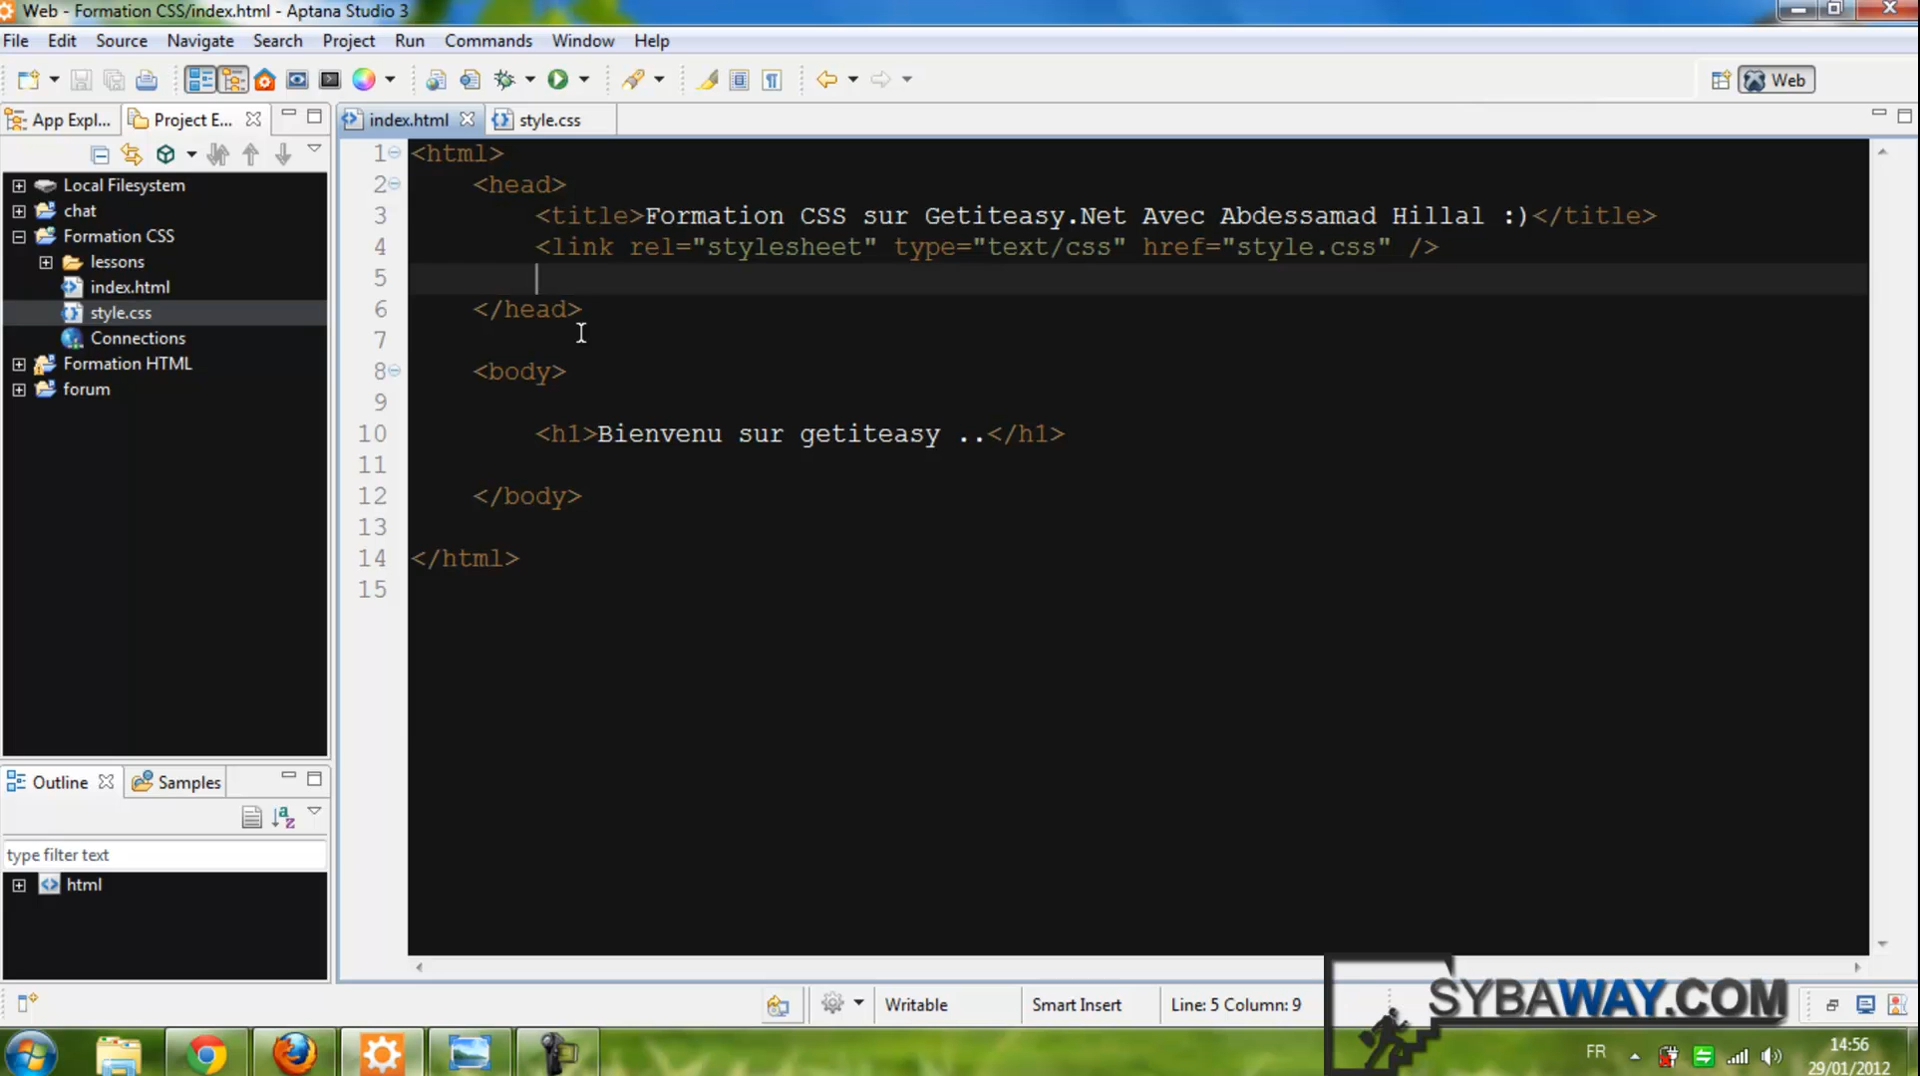 Web - Formation CSS/index.html - Aptana Studio 3
File Edit Source Navigate Search Project Run Commands Window Help
Web
App Expl... Project E... index.html style.css
Local Filesystem
chat
Formation CSS
lessons
index.html
style.css
Connections
Formation HTML
forum
1 <html>
2 <head>
3 <title>Formation CSS sur Getiteasy.Net Avec Abdessamad Hillal :)</title>
4 <link rel="stylesheet" type="text/css" href="style.css" />
5
6 </head>
7
8 <body>
9
10 <h1>Bienvenu sur getiteasy ..</h1>
11
12 </body>
13
14 </html>
15
Outline Samples
type filter text
html
Writable Smart Insert Line: 5 Column: 9
SYBAWAY.COM
FR 14:56
29/01/2012